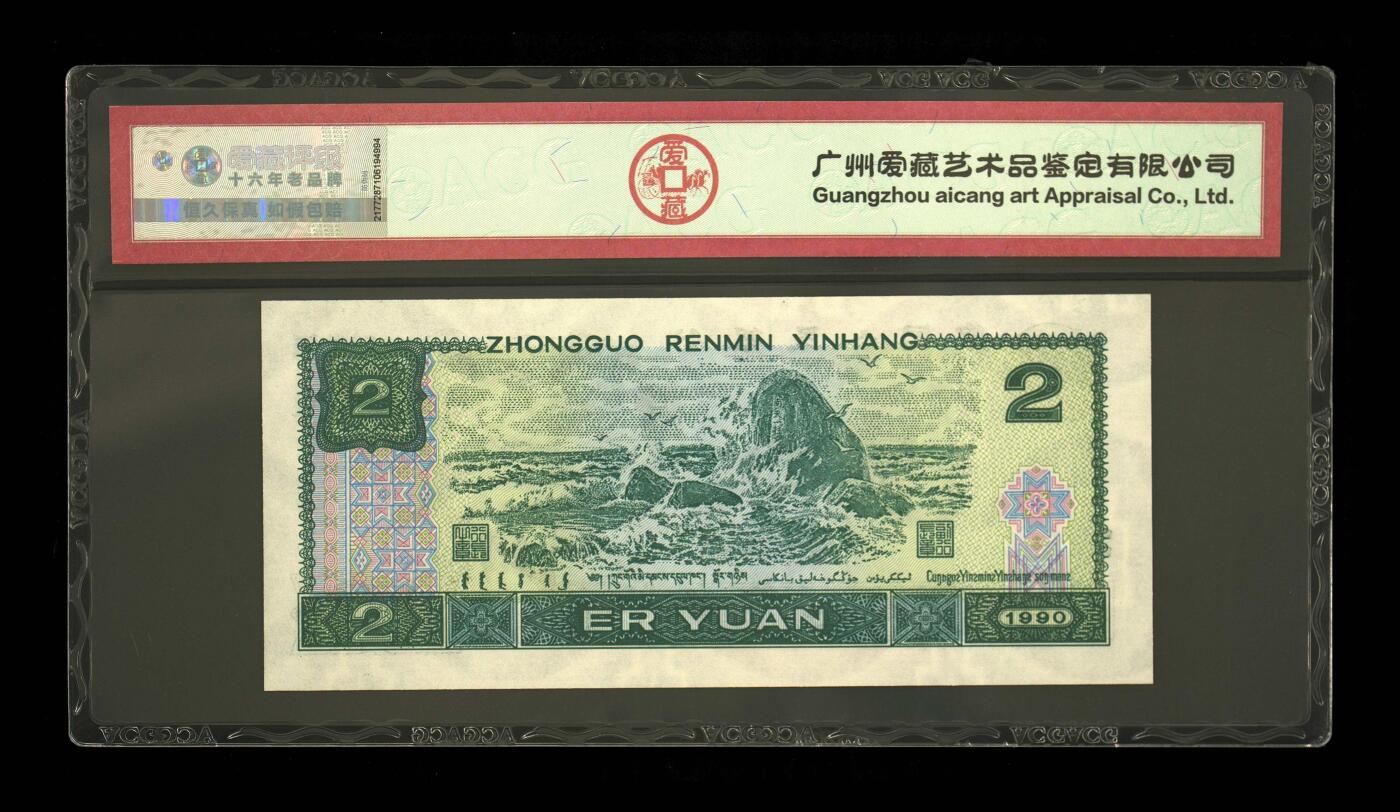 爱藏评级
十六年老品牌
恒久保真 如假包赔
2177287106194994
ACG
爱藏
广州爱藏艺术品鉴定有限公司
Guangzhou aicang art Appraisal Co., Ltd.
ZHONGGUO RENMIN YINHANG
2
2
2
ER YUAN
1990